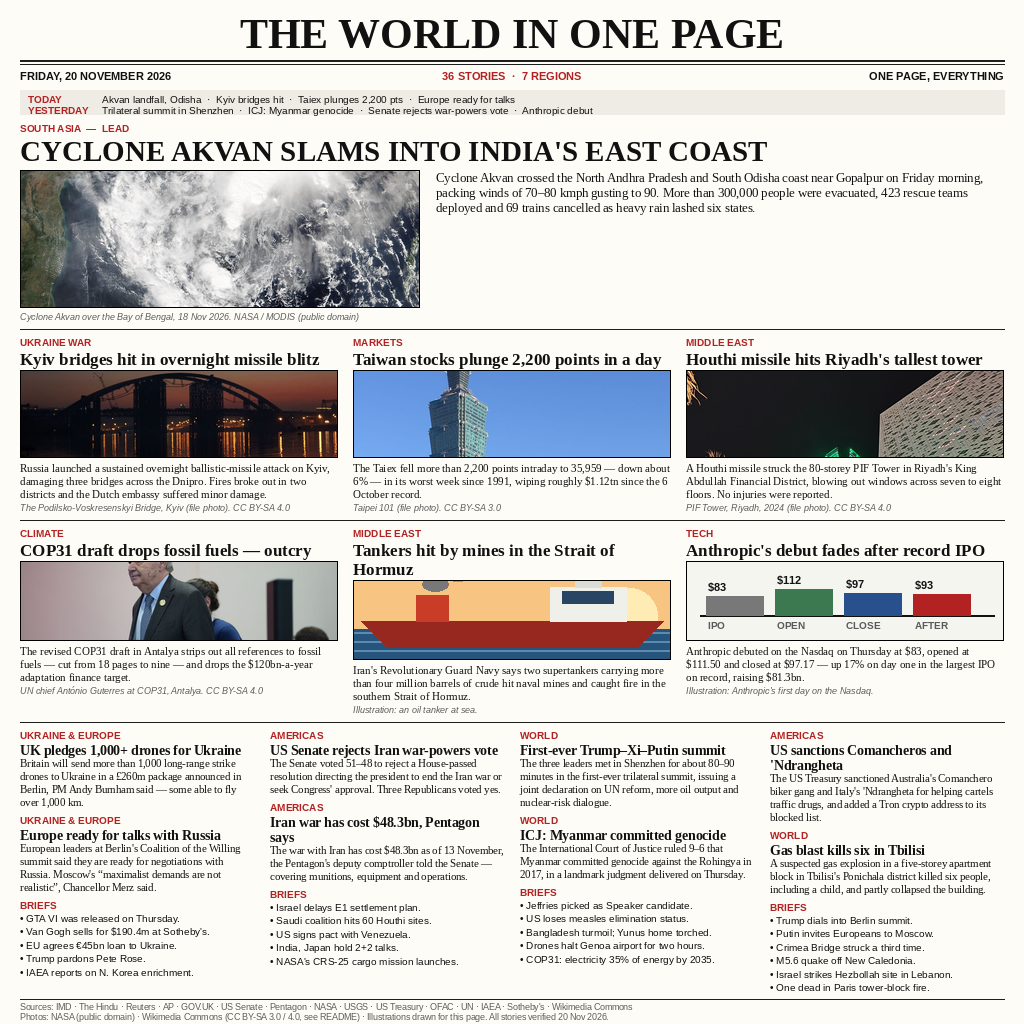 THE WORLD IN ONE PAGE
FRIDAY, 20 NOVEMBER 2026
36 STORIES · 7 REGIONS
ONE PAGE, EVERYTHING
TODAY Akvan landfall, Odisha · Kyiv bridges hit · Taiex plunges 2,200 pts · Europe ready for talks
YESTERDAY Trilateral summit in Shenzhen · ICJ: Myanmar genocide · Senate rejects war-powers vote · Anthropic debut
SOUTH ASIA — LEAD
CYCLONE AKVAN SLAMS INTO INDIA'S EAST COAST
Cyclone Akvan crossed the North Andhra Pradesh and South Odisha coast near Gopalpur on Friday morning,
packing winds of 70–80 kmph gusting to 90. More than 300,000 people were evacuated, 423 rescue teams
deployed and 69 trains cancelled as heavy rain lashed six states.
Cyclone Akvan over the Bay of Bengal, 18 Nov 2026. NASA / MODIS (public domain)
UKRAINE WAR
Kyiv bridges hit in overnight missile blitz
Russia launched a sustained overnight ballistic-missile attack on Kyiv,
damaging three bridges across the Dnipro. Fires broke out in two
districts and the Dutch embassy suffered minor damage.
The Podilsko-Voskresenskyi Bridge, Kyiv (file photo). CC BY-SA 4.0
MARKETS
Taiwan stocks plunge 2,200 points in a day
The Taiex fell more than 2,200 points intraday to 35,959 — down about
6% — in its worst week since 1991, wiping roughly $1.12tn since the 6
October record.
Taipei 101 (file photo). CC BY-SA 3.0
MIDDLE EAST
Houthi missile hits Riyadh's tallest tower
A Houthi missile struck the 80-storey PIF Tower in Riyadh's King
Abdullah Financial District, blowing out windows across seven to eight
floors. No injuries were reported.
PIF Tower, Riyadh, 2024 (file photo). CC BY-SA 4.0
CLIMATE
COP31 draft drops fossil fuels — outcry
The revised COP31 draft in Antalya strips out all references to fossil
fuels — cut from 18 pages to nine — and drops the $120bn-a-year
adaptation finance target.
UN chief António Guterres at COP31, Antalya. CC BY-SA 4.0
MIDDLE EAST
Tankers hit by mines in the Strait of
Hormuz
Iran's Revolutionary Guard Navy says two supertankers carrying more
than four million barrels of crude hit naval mines and caught fire in the
southern Strait of Hormuz.
Illustration: an oil tanker at sea.
TECH
Anthropic's debut fades after record IPO
$83 $112 $97 $93
IPO OPEN CLOSE AFTER
Anthropic debuted on the Nasdaq on Thursday at $83, opened at
$111.50 and closed at $97.17 — up 17% on day one in the largest IPO
on record, raising $81.3bn.
Illustration: Anthropic's first day on the Nasdaq.
UKRAINE & EUROPE
UK pledges 1,000+ drones for Ukraine
Britain will send more than 1,000 long-range strike
drones to Ukraine in a £260m package announced in
Berlin, PM Andy Burnham said — some able to fly
over 1,000 km.
UKRAINE & EUROPE
Europe ready for talks with Russia
European leaders at Berlin's Coalition of the Willing
summit said they are ready for negotiations with
Russia. Moscow's “maximalist demands are not
realistic”, Chancellor Merz said.
BRIEFS
• GTA VI was released on Thursday.
• Van Gogh sells for $190.4m at Sotheby's.
• EU agrees €45bn loan to Ukraine.
• Trump pardons Pete Rose.
• IAEA reports on N. Korea enrichment.
AMERICAS
US Senate rejects Iran war-powers vote
The Senate voted 51–48 to reject a House-passed
resolution directing the president to end the Iran war or
seek Congress' approval. Three Republicans voted yes.
AMERICAS
Iran war has cost $48.3bn, Pentagon
says
The war with Iran has cost $48.3bn as of 13 November,
the Pentagon's deputy comptroller told the Senate —
covering munitions, equipment and operations.
BRIEFS
• Israel delays E1 settlement plan.
• Saudi coalition hits 60 Houthi sites.
• US signs pact with Venezuela.
• India, Japan hold 2+2 talks.
• NASA's CRS-25 cargo mission launches.
WORLD
First-ever Trump–Xi–Putin summit
The three leaders met in Shenzhen for about 80–90
minutes in the first-ever trilateral summit, issuing a
joint declaration on UN reform, more oil output and
nuclear-risk dialogue.
WORLD
ICJ: Myanmar committed genocide
The International Court of Justice ruled 9–6 that
Myanmar committed genocide against the Rohingya in
2017, in a landmark judgment delivered on Thursday.
BRIEFS
• Jeffries picked as Speaker candidate.
• US loses measles elimination status.
• Bangladesh turmoil; Yunus home torched.
• Drones halt Genoa airport for two hours.
• COP31: electricity 35% of energy by 2035.
AMERICAS
US sanctions Comancheros and
'Ndrangheta
The US Treasury sanctioned Australia's Comanchero
biker gang and Italy's 'Ndrangheta for helping cartels
traffic drugs, and added a Tron crypto address to its
blocked list.
WORLD
Gas blast kills six in Tbilisi
A suspected gas explosion in a five-storey apartment
block in Tbilisi's Ponichala district killed six people,
including a child, and partly collapsed the building.
BRIEFS
• Trump dials into Berlin summit.
• Putin invites Europeans to Moscow.
• Crimea Bridge struck a third time.
• M5.6 quake off New Caledonia.
• Israel strikes Hezbollah site in Lebanon.
• One dead in Paris tower-block fire.
Sources: IMD · The Hindu · Reuters · AP · GOV.UK · US Senate · Pentagon · NASA · USGS · US Treasury · OFAC · UN · IAEA · Sotheby's · Wikimedia Commons
Photos: NASA (public domain) · Wikimedia Commons (CC BY-SA 3.0 / 4.0, see README) · Illustrations drawn for this page. All stories verified 20 Nov 2026.